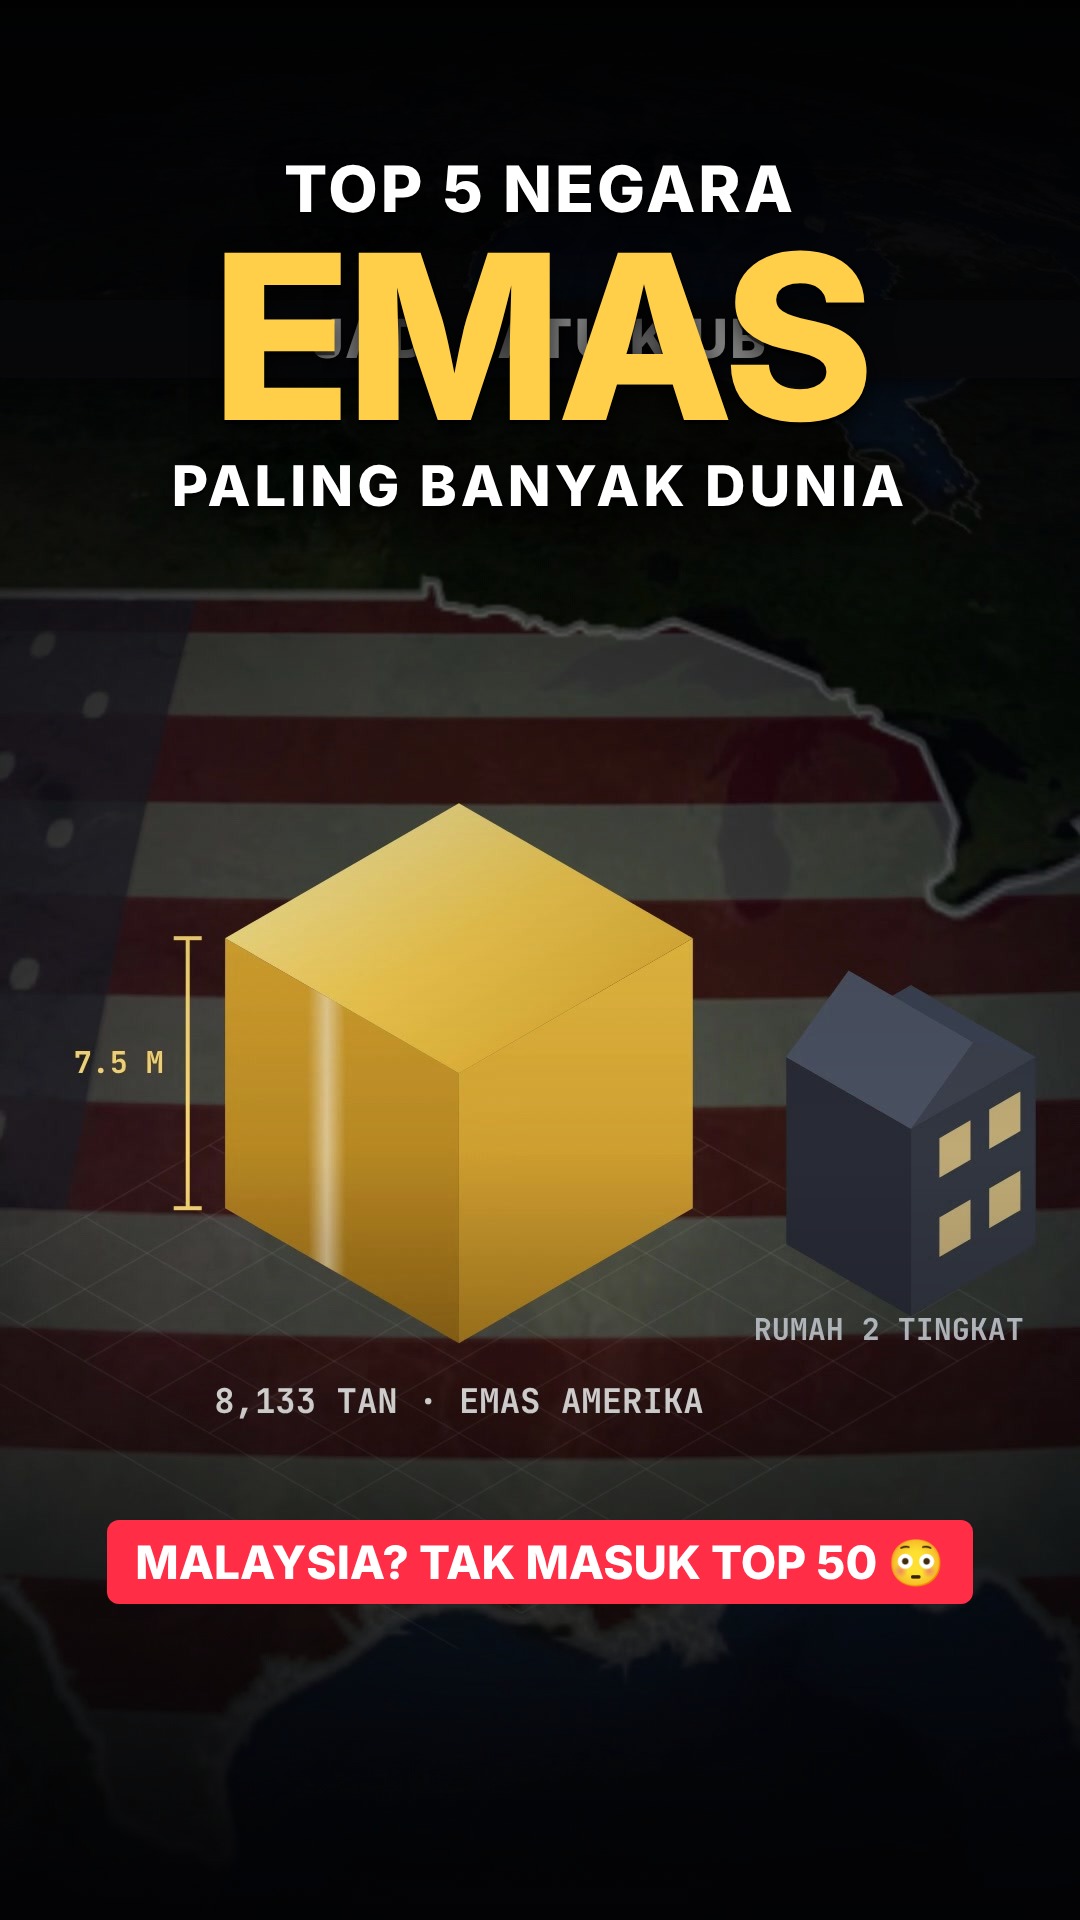 TOP 5 NEGARA
EMAS
PALING BANYAK DUNIA
7.5 M
RUMAH 2 TINGKAT
8,133 TAN · EMAS AMERIKA
MALAYSIA? TAK MASUK TOP 50 😳